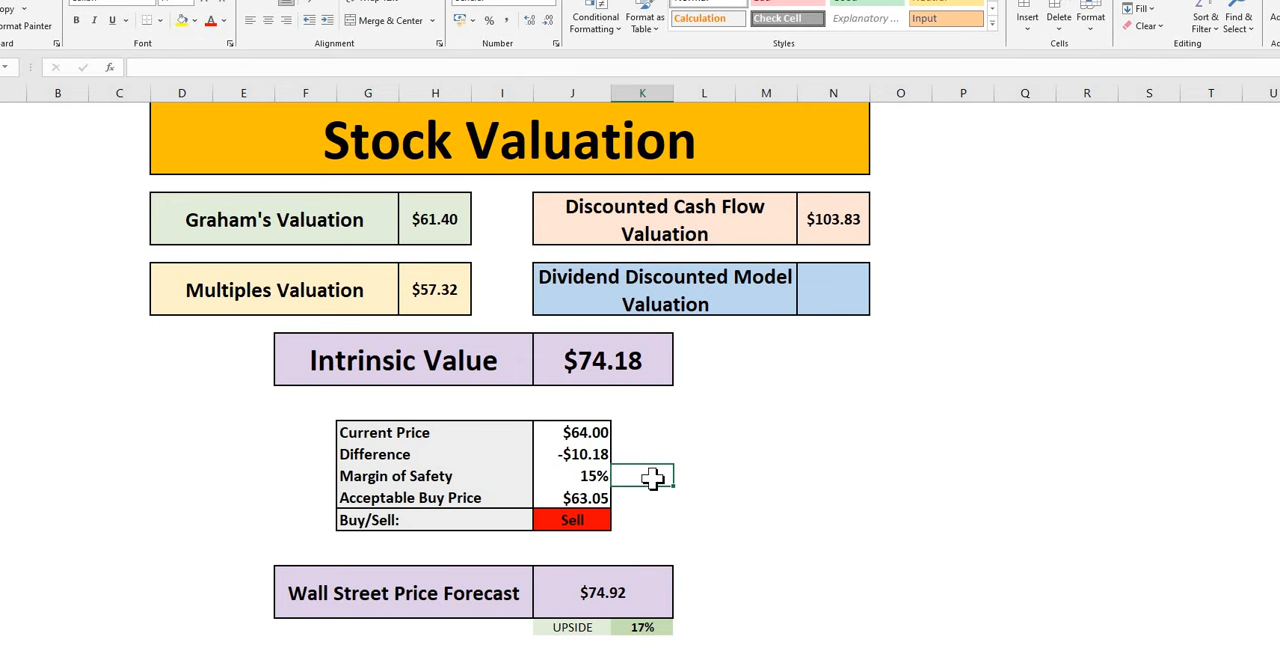 opy
Format Painter
Merge & Center
%
Conditional
Formatting
Format as
Table
Calculation
Check Cell
Explanatory ...
Input
Insert
Delete
Format
Fill
Clear
Sort &
Filter
Find &
Select
Font
Alignment
Number
Styles
Cells
Editing
fx
B C D E F G H I J K L M N O P Q R S T U
Stock Valuation
Graham's Valuation $61.40
Discounted Cash Flow
Valuation
$103.83
Multiples Valuation $57.32
Dividend Discounted Model
Valuation
Intrinsic Value $74.18
Current Price $64.00
Difference -$10.18
Margin of Safety 15%
Acceptable Buy Price $63.05
Buy/Sell: Sell
Wall Street Price Forecast $74.92
UPSIDE 17%